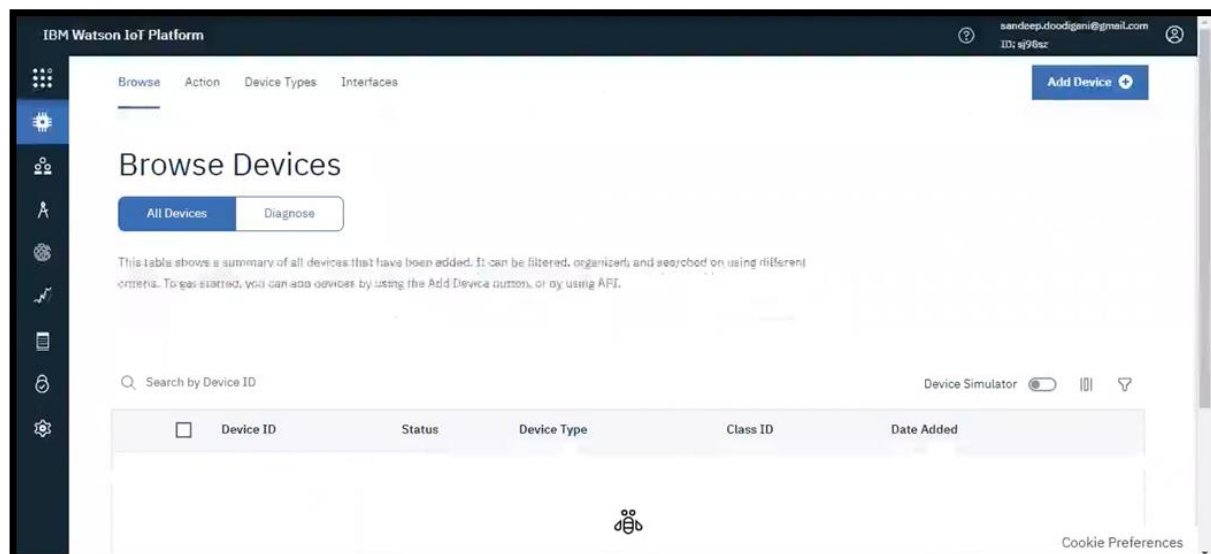 IBM Watson IoT Platform
sandeep.doodigani@gmail.com
ID: sj98sz
Browse Action Device Types Interfaces
Add Device
Browse Devices
All Devices Diagnose
This table shows a summary of all devices that have been added. It can be filtered, organized, and searched on using different
criteria. To get started, you can add devices by using the Add Device button, or by using API.
Search by Device ID
Device Simulator
Device ID Status Device Type Class ID Date Added
Cookie Preferences